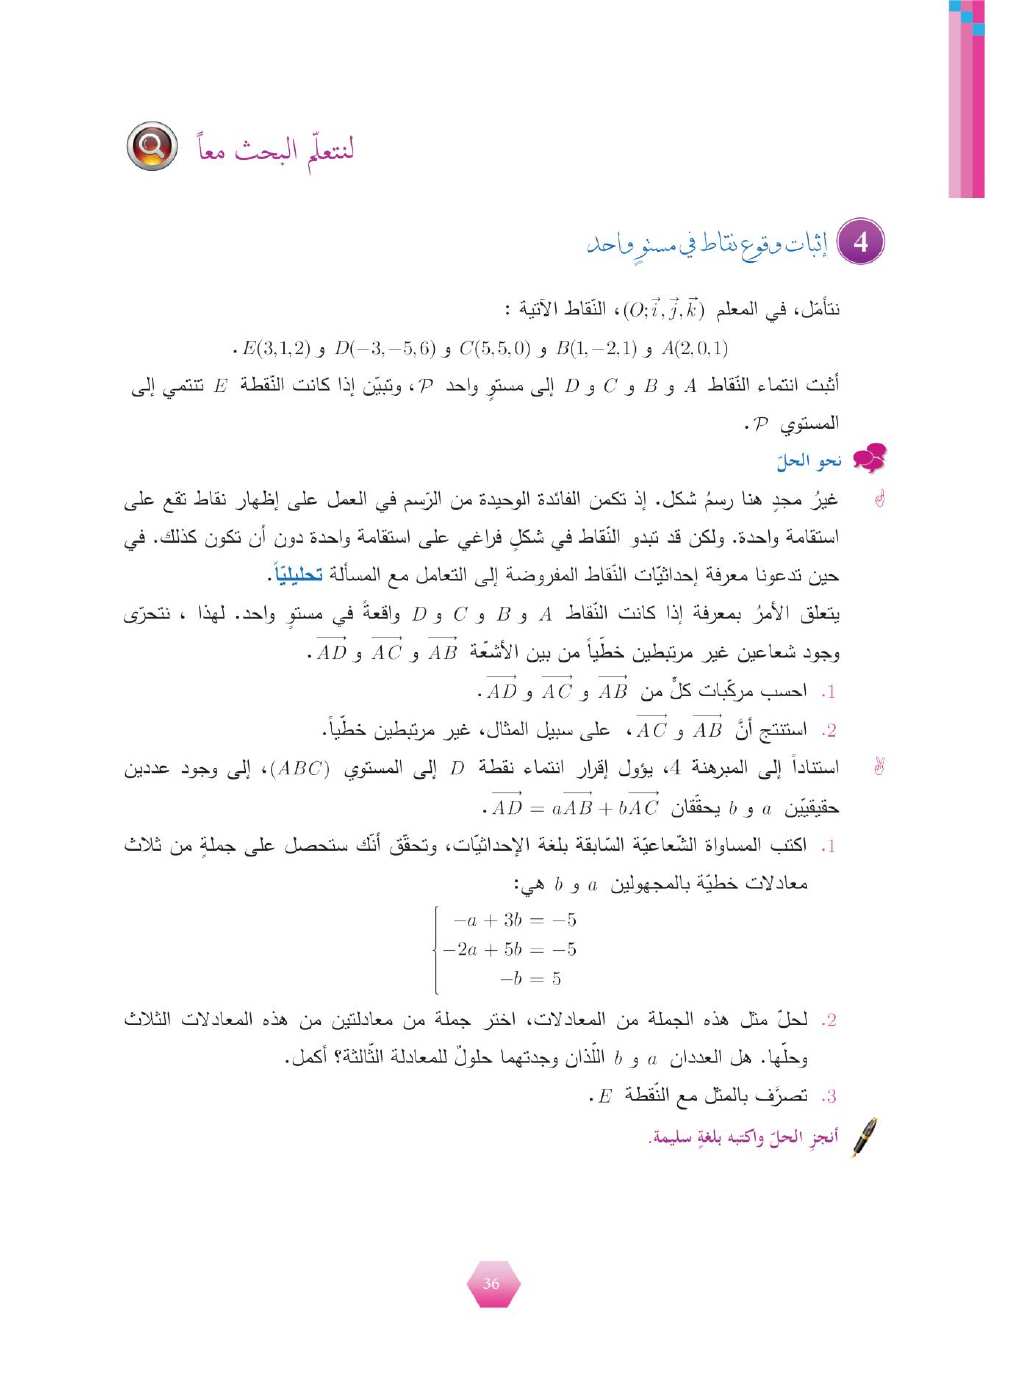 لنتعلّم البحث معاً
4 إثبات وقوع نقاط في مستوٍ واحد
نتأمّل، في المعلم (O; i⃗, j⃗, k⃗)، النّقاط الآتية :
A(2,0,1) و B(1,−2,1) و C(5,5,0) و D(−3,−5,6) و E(3,1,2) .
أثبت انتماء النّقاط A و B و C و D إلى مستوٍ واحد 𝒫، وتبيّن إذا كانت النّقطة E تنتمي إلى
المستوي 𝒫.
نحو الحلّ
غيرُ مجدٍ هنا رسمُ شكل. إذ تكمن الفائدة الوحيدة من الرّسم في العمل على إظهار نقاط تقع على
استقامة واحدة. ولكن قد تبدو النّقاط في شكلٍ فراغي على استقامة واحدة دون أن تكون كذلك. في
حين تدعونا معرفة إحداثيّات النّقاط المفروضة إلى التعامل مع المسألة تحليليّاً.
يتعلق الأمرُ بمعرفة إذا كانت النّقاط A و B و C و D واقعةً في مستوٍ واحد. لهذا ، نتحرّى
وجود شعاعين غير مرتبطين خطّياً من بين الأشعّة AB⃗ و AC⃗ و AD⃗.
1. احسب مركّبات كلٍّ من AB⃗ و AC⃗ و AD⃗.
2. استنتج أنَّ AB⃗ و AC⃗، على سبيل المثال، غير مرتبطين خطّياً.
استناداً إلى المبرهنة 4، يؤول إقرار انتماء نقطة D إلى المستوي (ABC)، إلى وجود عددين
حقيقيّين a و b يحقّقان AD⃗ = aAB⃗ + bAC⃗.
1. اكتب المساواة الشّعاعيّة السّابقة بلغة الإحداثيّات، وتحقّق أنّك ستحصل على جملةٍ من ثلاث
معادلات خطيّة بالمجهولين a و b هي:
−a + 3b = −5
−2a + 5b = −5
−b = 5
2. لحلّ مثل هذه الجملة من المعادلات، اختر جملة من معادلتين من هذه المعادلات الثلاث
وحلّها. هل العددان a و b اللّذان وجدتهما حلولٌ للمعادلة الثّالثة؟ أكمل.
3. تصرَّف بالمثل مع النّقطة E.
أنجز الحلّ واكتبه بلغةٍ سليمة.
36